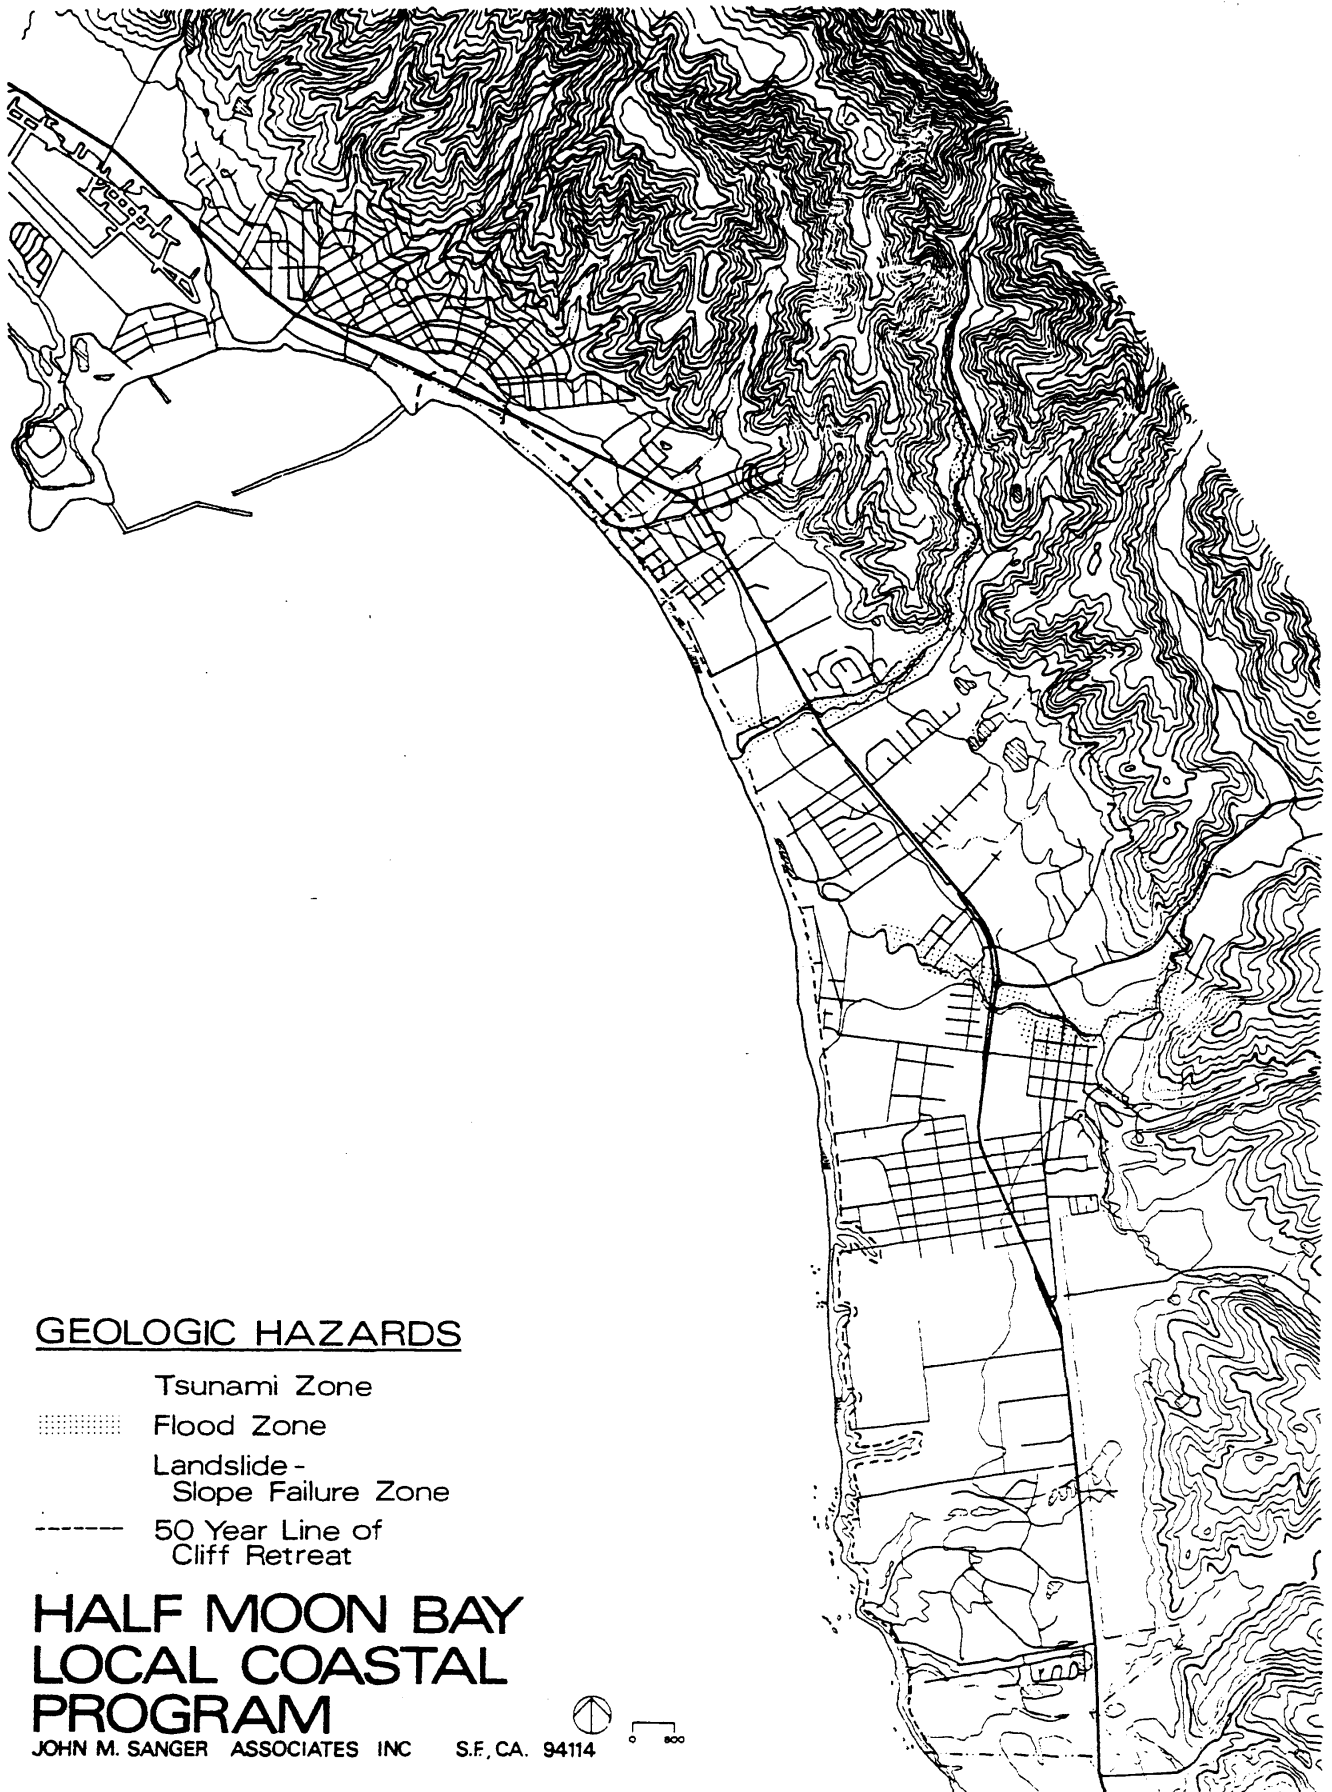 GEOLOGIC HAZARDS
Tsunami Zone
Flood Zone
Landslide -
Slope Failure Zone
50 Year Line of
Cliff Retreat
HALF MOON BAY
LOCAL COASTAL
PROGRAM
JOHN M. SANGER ASSOCIATES INC S.F., CA. 94114
0 800